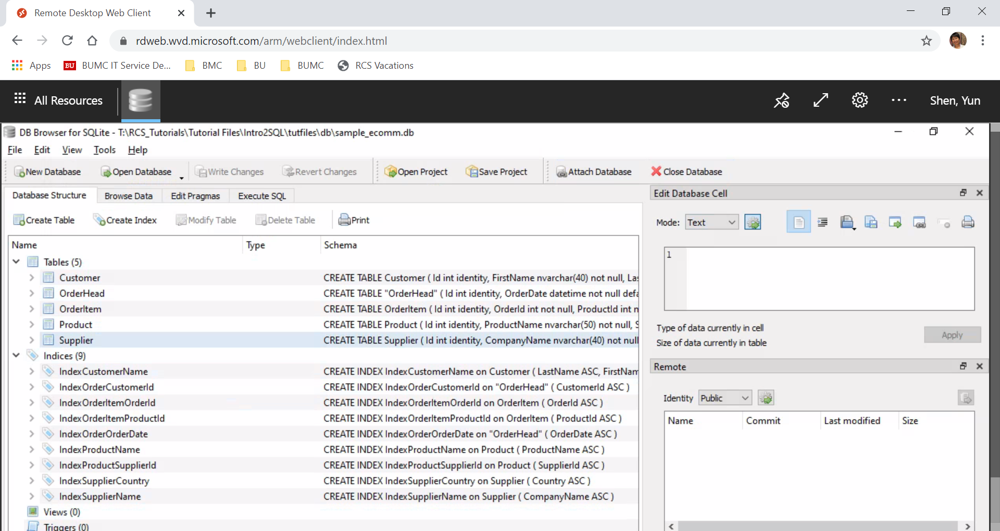 Remote Desktop Web Client
rdweb.wvd.microsoft.com/arm/webclient/index.html
Apps BU BUMC IT Service De... BMC BU BUMC RCS Vacations
All Resources Shen, Yun
DB Browser for SQLite - T:\RCS_Tutorials\Tutorial Files\Intro2SQL\tutfiles\db\sample_ecomm.db
File Edit View Tools Help
New Database Open Database Write Changes Revert Changes Open Project Save Project Attach Database Close Database
Database Structure Browse Data Edit Pragmas Execute SQL
Create Table Create Index Modify Table Delete Table Print
Name Type Schema
Tables (5)
Customer CREATE TABLE Customer ( Id int identity, FirstName nvarchar(40) not null, Las
OrderHead CREATE TABLE "OrderHead" ( Id int identity, OrderDate datetime not null defa
OrderItem CREATE TABLE OrderItem ( Id int identity, OrderId int not null, ProductId int n
Product CREATE TABLE Product ( Id int identity, ProductName nvarchar(50) not null, S
Supplier CREATE TABLE Supplier ( Id int identity, CompanyName nvarchar(40) not null
Indices (9)
IndexCustomerName CREATE INDEX IndexCustomerName on Customer ( LastName ASC, FirstNam
IndexOrderCustomerId CREATE INDEX IndexOrderCustomerId on "OrderHead" ( CustomerId ASC )
IndexOrderItemOrderId CREATE INDEX IndexOrderItemOrderId on OrderItem ( OrderId ASC )
IndexOrderItemProductId CREATE INDEX IndexOrderItemProductId on OrderItem ( ProductId ASC )
IndexOrderOrderDate CREATE INDEX IndexOrderOrderDate on "OrderHead" ( OrderDate ASC )
IndexProductName CREATE INDEX IndexProductName on Product ( ProductName ASC )
IndexProductSupplierId CREATE INDEX IndexProductSupplierId on Product ( SupplierId ASC )
IndexSupplierCountry CREATE INDEX IndexSupplierCountry on Supplier ( Country ASC )
IndexSupplierName CREATE INDEX IndexSupplierName on Supplier ( CompanyName ASC )
Views (0)
Triggers (0)
Edit Database Cell
Mode: Text
1
Type of data currently in cell
Size of data currently in table
Apply
Remote
Identity Public
Name Commit Last modified Size